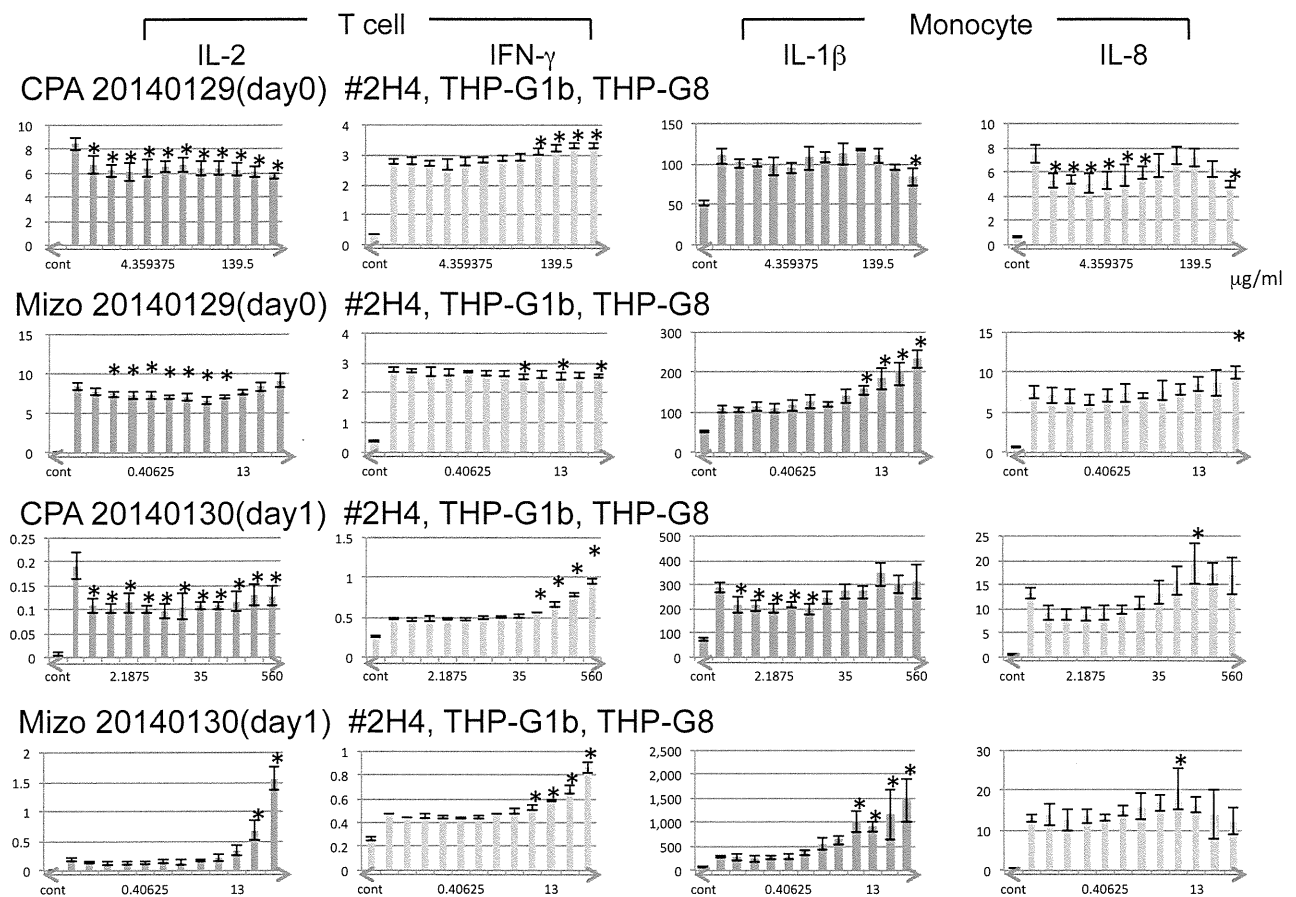 T cell Monocyte
IL-2 IFN-γ IL-1β IL-8
CPA 20140129(day0) #2H4, THP-G1b, THP-G8
10 4 150 10
8 3 100 8
6 2 50 6
4 1 0 4
2 0 2
0 0
* * * * * * * * * * *
* * * *
*
* * * * * * *
cont 4.359375 139.5 cont 4.359375 139.5 cont 4.359375 139.5 cont 4.359375 139.5
µg/ml
Mizo 20140129(day0) #2H4, THP-G1b, THP-G8
15 4 300 15
10 3 200 10
5 2 100 5
0 1 0 0
0
* * * * * * *
* * *
* * * *
*
cont 0.40625 13 cont 0.40625 13 cont 0.40625 13 cont 0.40625 13
CPA 20140130(day1) #2H4, THP-G1b, THP-G8
0.25 1.5 500 25
0.2 1 400 20
0.15 0.5 300 15
0.1 0 200 10
0.05 100 5
0 0 0
* * * * * * * * * * *
* * * *
* * * * *
*
cont 2.1875 35 560 cont 2.1875 35 560 cont 2.1875 35 560 cont 2.1875 35 560
Mizo 20140130(day1) #2H4, THP-G1b, THP-G8
2 1 2,500 30
1.5 0.8 2,000 20
1 0.6 1,500 10
0.5 0.4 1,000 0
0 0.2 500
0 0
* *
* * * *
* * * *
*
cont 0.40625 13 cont 0.40625 13 cont 0.40625 13 cont 0.40625 13